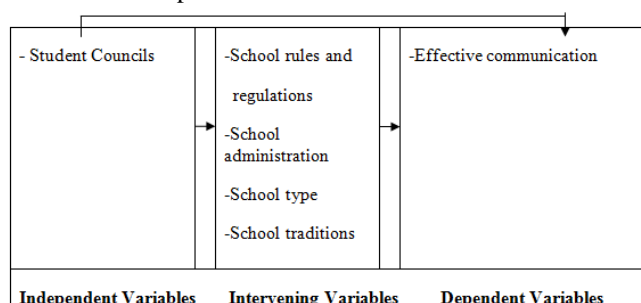 - Student Councils
-School rules and
regulations
-School
administration
-School type
-School traditions
-Effective communication
Independent Variables
Intervening Variables
Dependent Variables